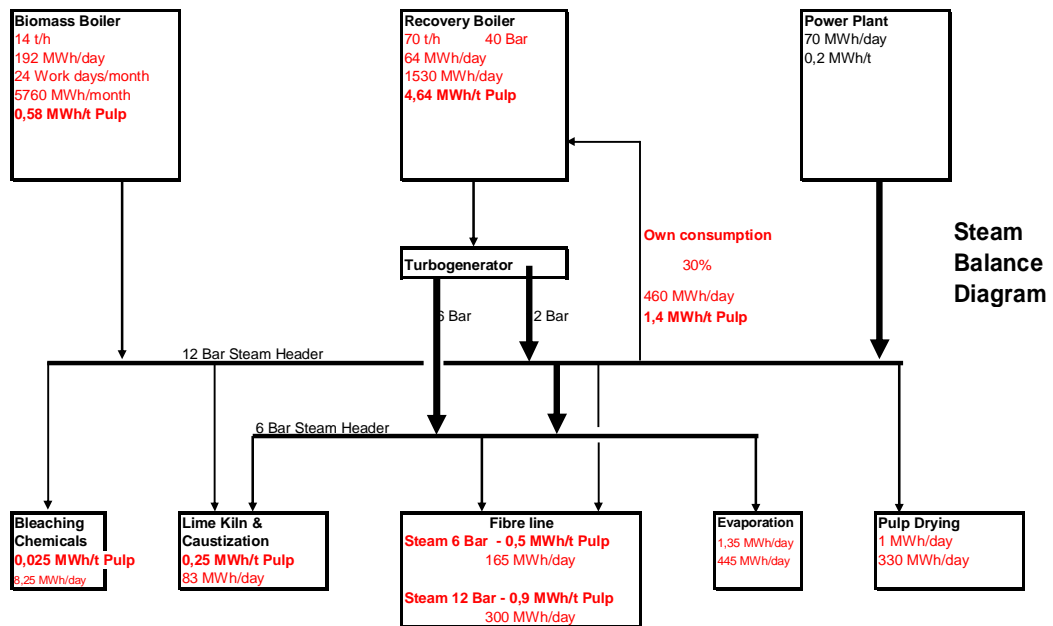 Biomass Boiler
14 t/h
192 MWh/day
24 Work days/month
5760 MWh/month
0,58 MWh/t Pulp
Recovery Boiler
70 t/h 40 Bar
64 MWh/day
1530 MWh/day
4,64 MWh/t Pulp
Power Plant
70 MWh/day
0,2 MWh/t
Own consumption
30%
460 MWh/day
1,4 MWh/t Pulp
Steam
Balance
Diagram
Turbogenerator
6 Bar
2 Bar
12 Bar Steam Header
6 Bar Steam Header
Bleaching
Chemicals
0,025 MWh/t Pulp
8,25 MWh/day
Lime Kiln &
Caustization
0,25 MWh/t Pulp
83 MWh/day
Fibre line
Steam 6 Bar - 0,5 MWh/t Pulp
165 MWh/day
Steam 12 Bar - 0,9 MWh/t Pulp
300 MWh/day
Evaporation
1,35 MWh/day
445 MWh/day
Pulp Drying
1 MWh/day
330 MWh/day